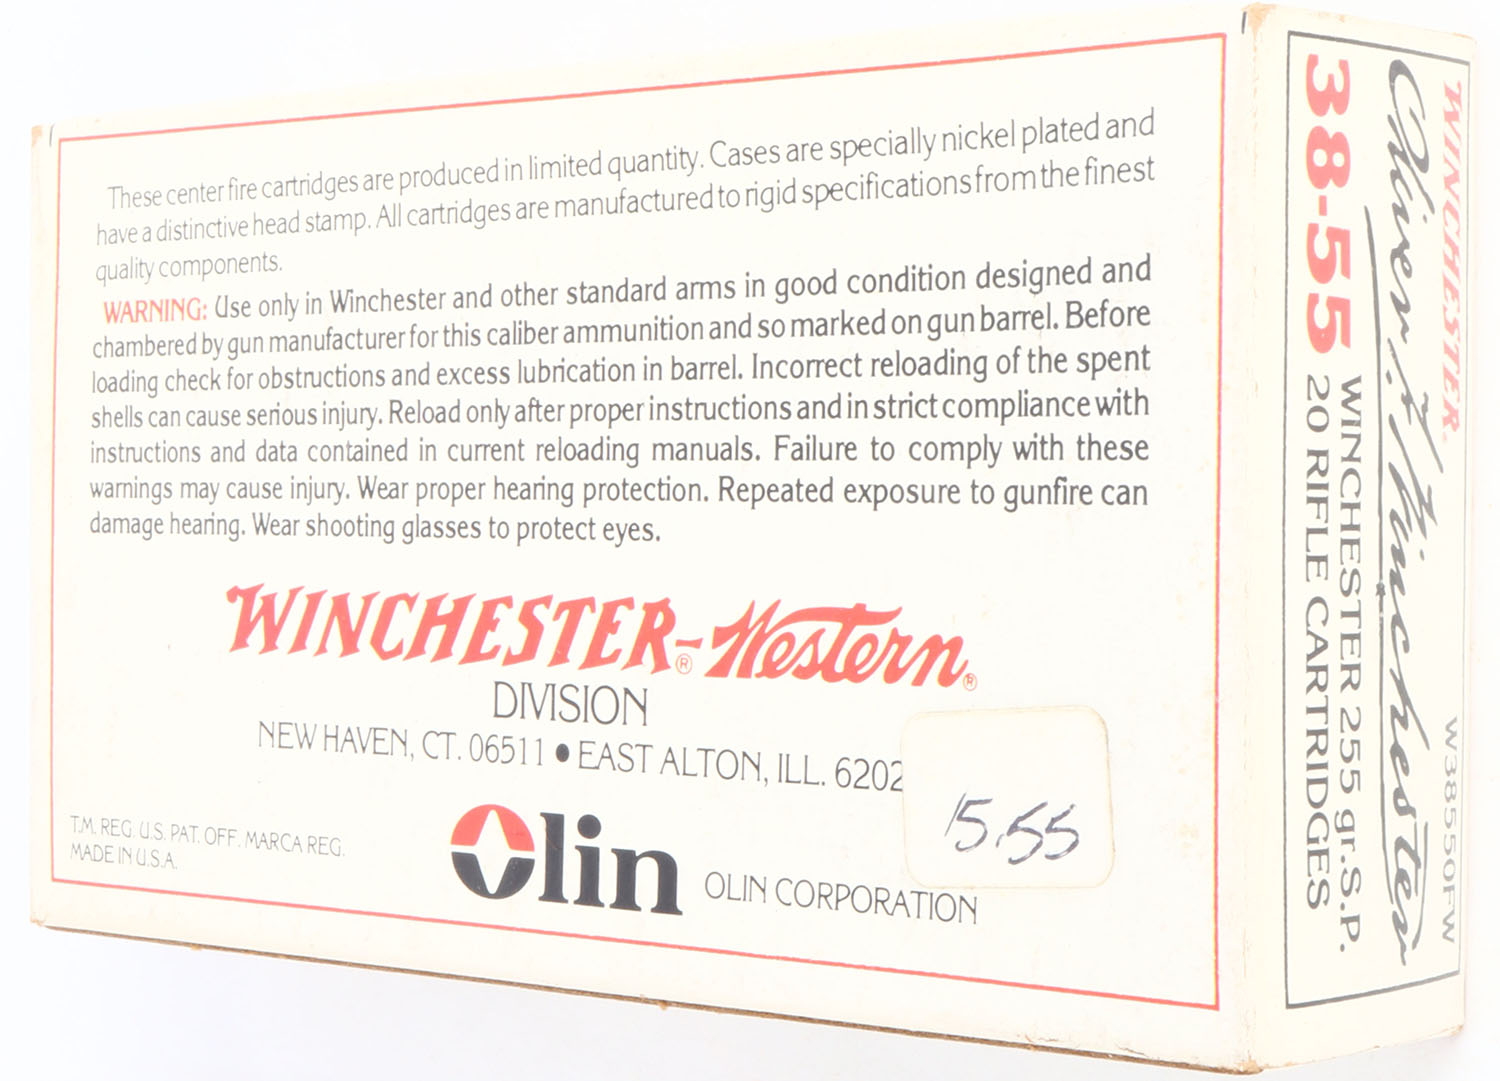 These center fire cartridges are produced in limited quantity. Cases are specially nickel plated and
have a distinctive head stamp. All cartridges are manufactured to rigid specifications from the finest
quality components.
WARNING: Use only in Winchester and other standard arms in good condition designed and
chambered by gun manufacturer for this caliber ammunition and so marked on gun barrel. Before
loading check for obstructions and excess lubrication in barrel. Incorrect reloading of the spent
shells can cause serious injury. Reload only after proper instructions and in strict compliance with
instructions and data contained in current reloading manuals. Failure to comply with these
warnings may cause injury. Wear proper hearing protection. Repeated exposure to gunfire can
damage hearing. Wear shooting glasses to protect eyes.
WINCHESTER®-Western®
DIVISION
NEW HAVEN, CT. 06511 • EAST ALTON, ILL. 6202
15.55
T.M. REG. U.S. PAT. OFF. MARCA REG.
MADE IN U.S.A.
Olin
OLIN CORPORATION
WINCHESTER® W3855OFW
Oliver F. Winchester
38-55 WINCHESTER 255 gr. S.P.
20 RIFLE CARTRIDGES